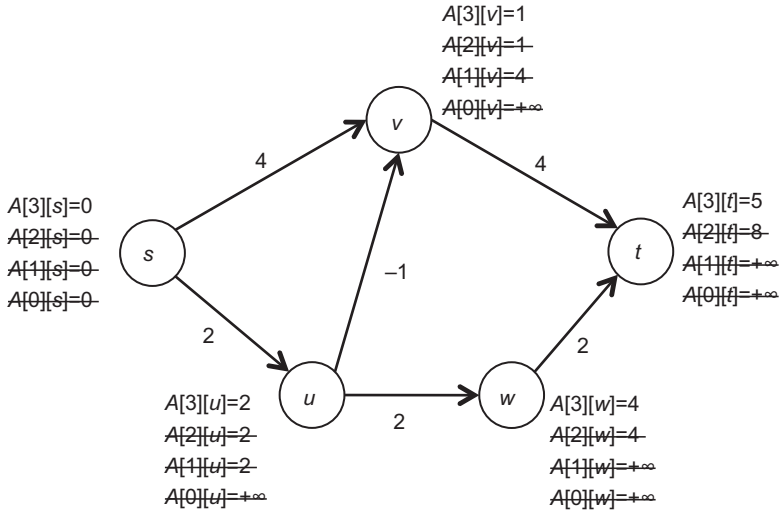 A[3][v]=1
A[2][v]=1
A[1][v]=4
A[0][v]=+∞
v
4
4
A[3][s]=0
A[2][s]=0
A[1][s]=0
A[0][s]=0
s
A[3][t]=5
A[2][t]=8
A[1][t]=+∞
A[0][t]=+∞
t
–1
2
2
u
2
w
A[3][u]=2
A[2][u]=2
A[1][u]=2
A[0][u]=+∞
A[3][w]=4
A[2][w]=4
A[1][w]=+∞
A[0][w]=+∞